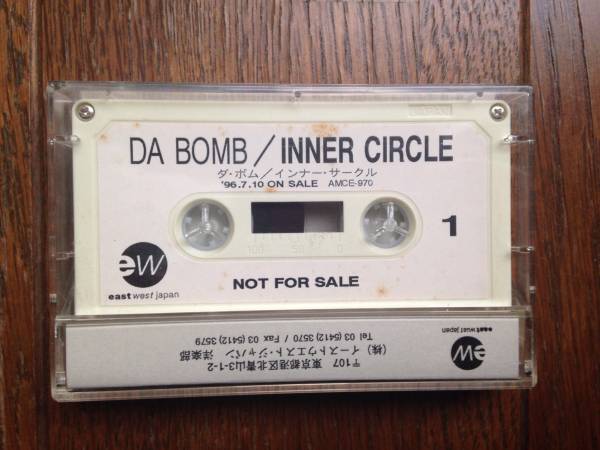 DA BOMB / INNER CIRCLE
ダ・ボム／インナー・サークル
'96.7.10 ON SALE AMCE-970
1
100 50 0
ew
east west japan
NOT FOR SALE
ew
east west japan
〒107 東京都港区北青山3-1-2
（株）イーストウエスト・ジャパン 洋楽部
Tel 03 (5412) 3570 / Fax 03 (5412) 3579